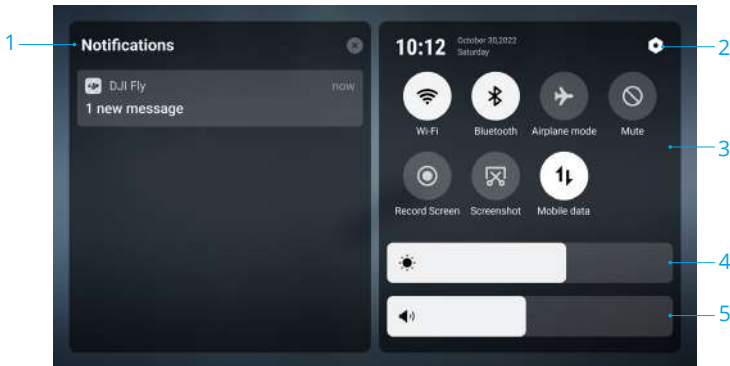 1
Notifications
DJI Fly
now
1 new message
10:12
October 30,2022
Saturday
2
Wi-Fi
Bluetooth
Airplane mode
Mute
3
Record Screen
Screenshot
Mobile data
4
5